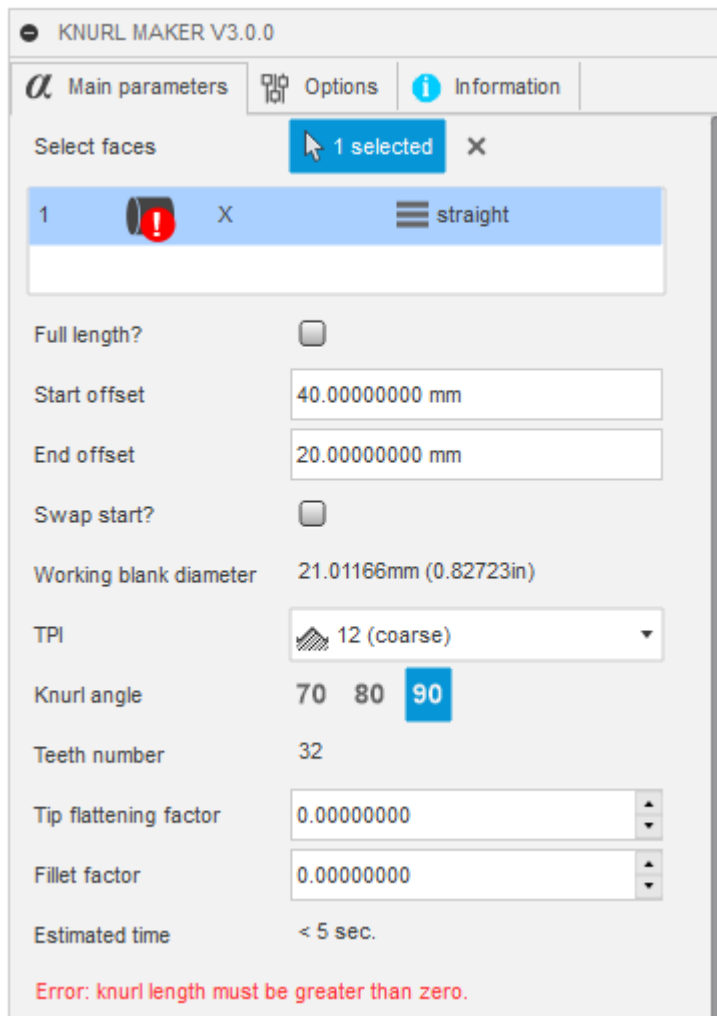 KNURL MAKER V3.0.0
α Main parameters Options i Information
Select faces 1 selected ×
1 ! X straight
Full length?
Start offset 40.00000000 mm
End offset 20.00000000 mm
Swap start?
Working blank diameter 21.01166mm (0.82723in)
TPI 12 (coarse)
Knurl angle 70 80 90
Teeth number 32
Tip flattening factor 0.00000000
Fillet factor 0.00000000
Estimated time < 5 sec.
Error: knurl length must be greater than zero.